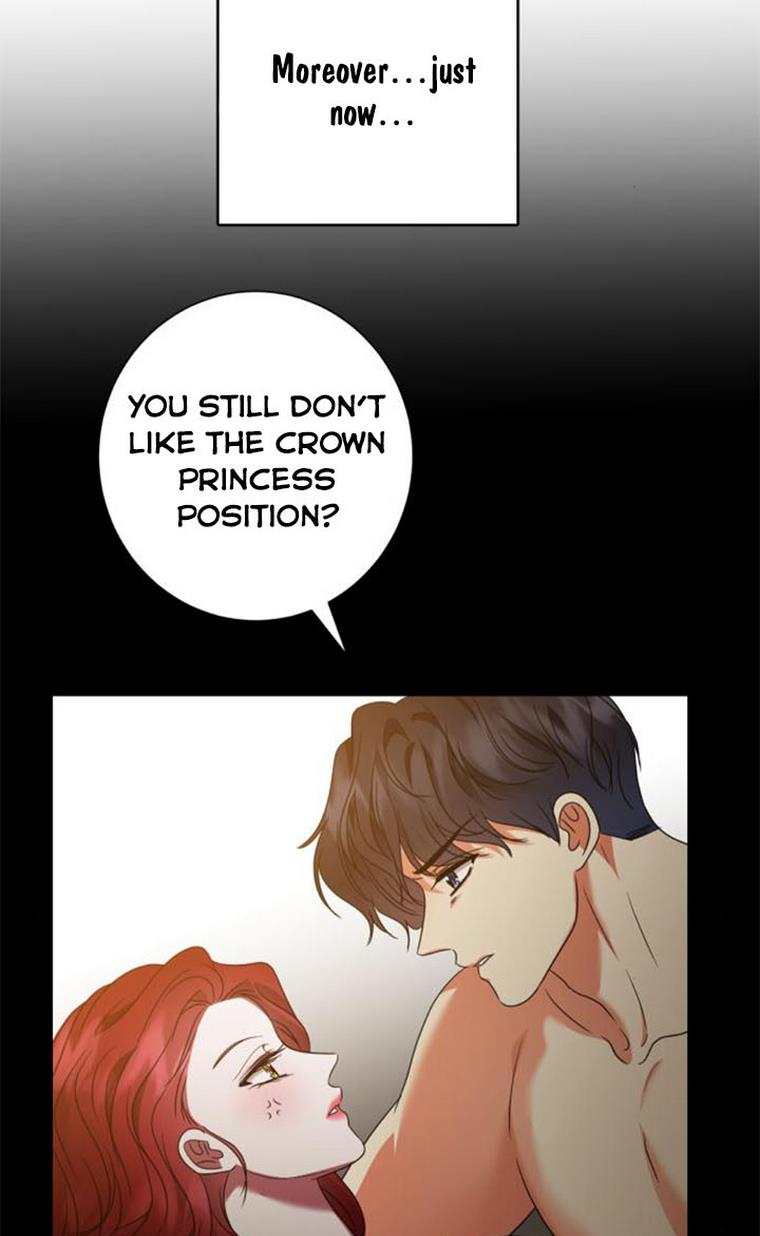 Moreover...just
now...
YOU STILL DON'T
LIKE THE CROWN
PRINCESS
POSITION?